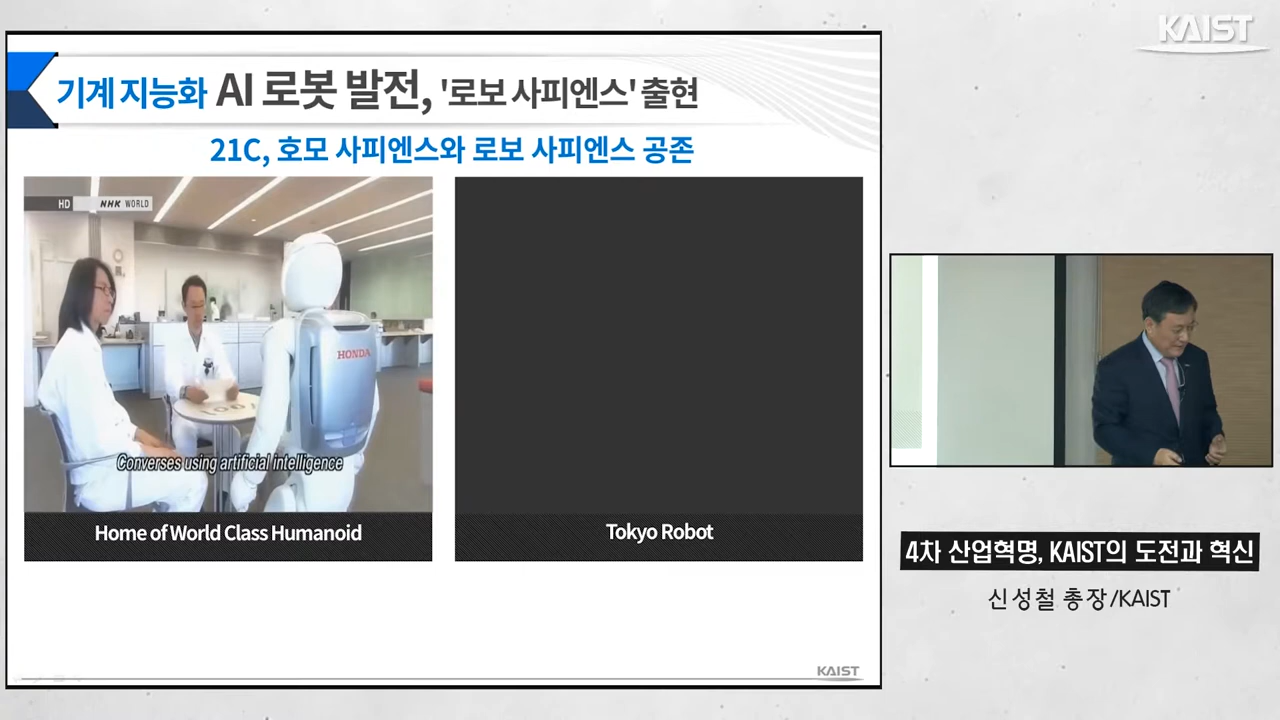 KAIST
기계 지능화 AI 로봇 발전, '로보 사피엔스' 출현
21C, 호모 사피엔스와 로보 사피엔스 공존
HD NHK WORLD
HONDA
Converses using artificial intelligence
Home of World Class Humanoid
Tokyo Robot
4차 산업혁명, KAIST의 도전과 혁신
신성철 총장/KAIST
KAIST